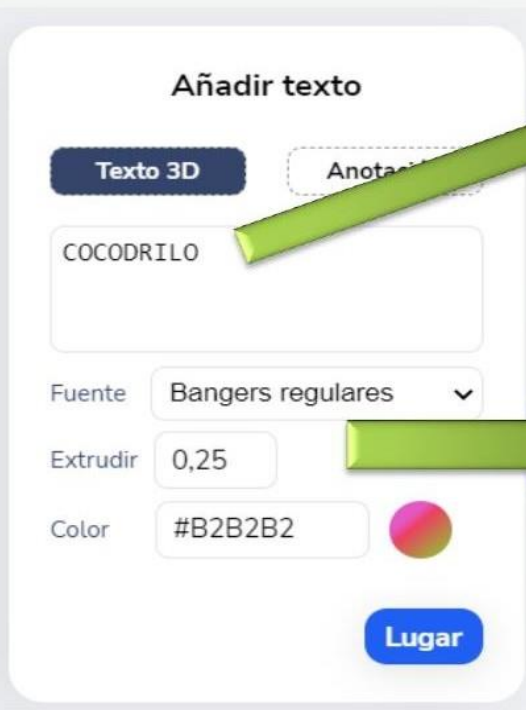 Añadir texto
Texto 3D
COCODRILO
Fuente Bangers regulares
Extrudir 0,25
Color #B2B2B2
Lugar